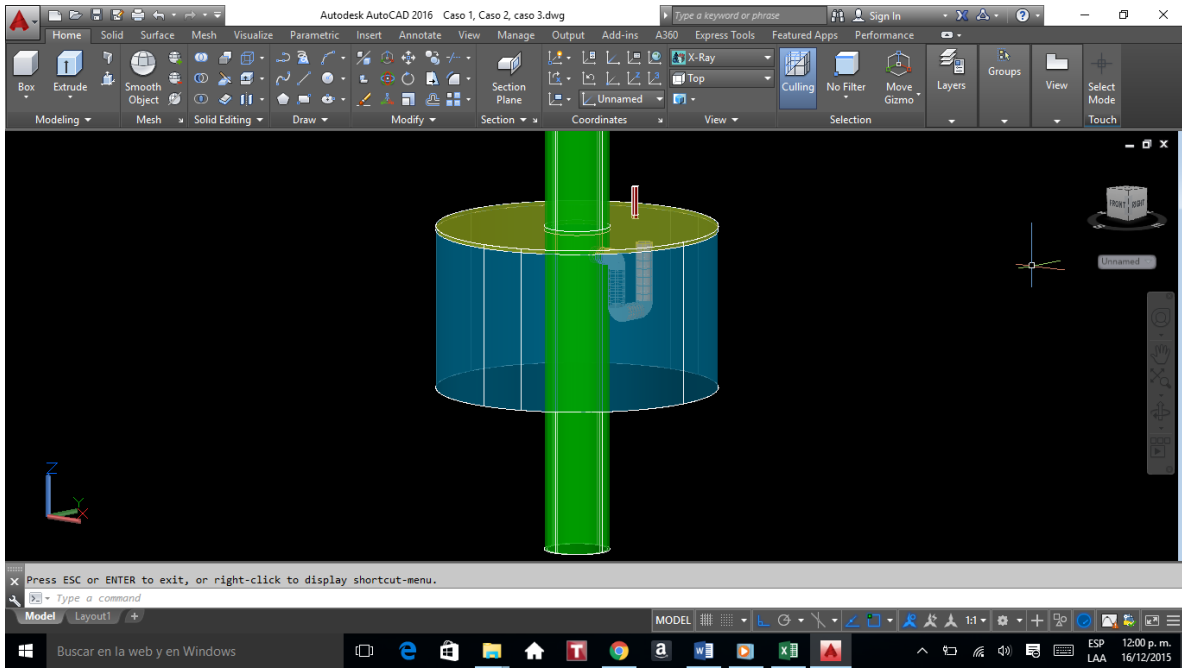 Autodesk AutoCAD 2016 Caso 1, Caso 2, caso 3.dwg
Type a keyword or phrase
Sign In
Home Solid Surface Mesh Visualize Parametric Insert Annotate View Manage Output Add-ins A360 Express Tools Featured Apps Performance
Box
Extrude
Smooth Object
Section Plane
Unnamed
X-Ray
Top
Culling
No Filter
Move Gizmo
Layers
Groups
View
Select Mode
Modeling Mesh Solid Editing Draw Modify Section Coordinates View Selection Touch
FRONT RIGHT
Unnamed
Z
Y
X
Press ESC or ENTER to exit, or right-click to display shortcut-menu.
Type a command
Model Layout1 +
MODEL 1:1
Buscar en la web y en Windows
ESP 12:00 p. m.
LAA 16/12/2015